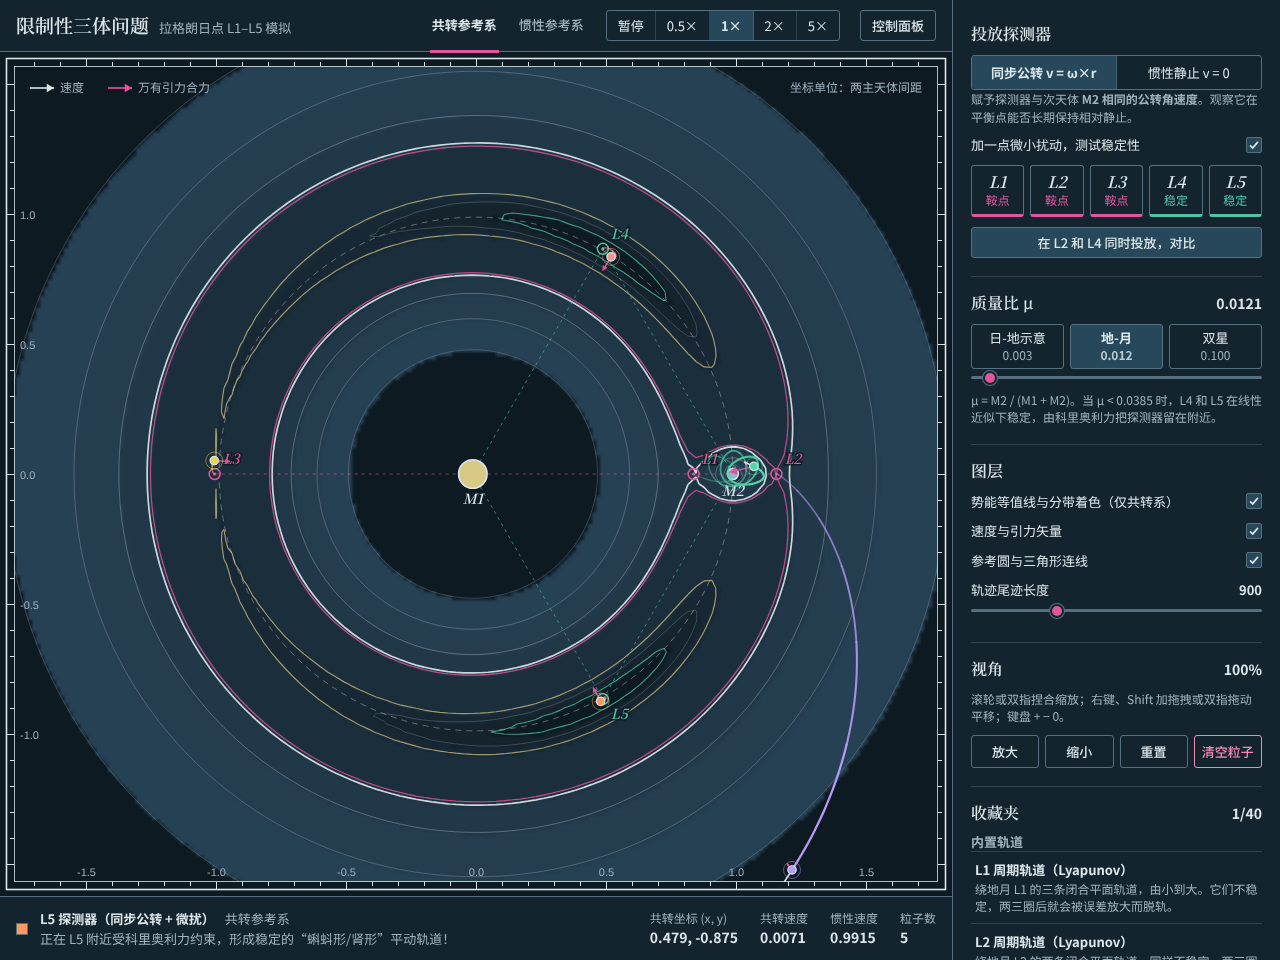 限制性三体问题 拉格朗日点 L1–L5 模拟
共转参考系 惯性参考系 暂停 0.5× 1× 2× 5× 控制面板
速度 万有引力合力
坐标单位：两主天体间距
1.0
0.5
0.0
-0.5
-1.0
-1.5 -1.0 -0.5 0.0 0.5 1.0 1.5
L4
L3
L1
L2
M1
M2
L5
L5 探测器（同步公转 + 微扰） 共转参考系
正在 L5 附近受科里奥利力约束，形成稳定的“蝌蚪形/肾形”平动轨道！
共转坐标 (x, y) 共转速度 惯性速度 粒子数
0.479, -0.875 0.0071 0.9915 5
投放探测器
同步公转 v = ω×r 惯性静止 v = 0
赋予探测器与次天体 M2 相同的公转角速度。观察它在
平衡点能否长期保持相对静止。
加一点微小扰动，测试稳定性
L1 L2 L3 L4 L5
鞍点 鞍点 鞍点 稳定 稳定
在 L2 和 L4 同时投放，对比
质量比 μ 0.0121
日-地示意 地-月 双星
0.003 0.012 0.100
μ = M2 / (M1 + M2)。当 μ < 0.0385 时，L4 和 L5 在线性
近似下稳定，由科里奥利力把探测器留在附近。
图层
势能等值线与分带着色（仅共转系）
速度与引力矢量
参考圆与三角形连线
轨迹尾迹长度 900
视角 100%
滚轮或双指捏合缩放；右键、Shift 加拖拽或双指拖动
平移；键盘 + − 0。
放大 缩小 重置 清空粒子
收藏夹 1/40
内置轨道
L1 周期轨道（Lyapunov）
绕地月 L1 的三条闭合平面轨道，由小到大。它们不稳
定，两三圈后就会被误差放大而脱轨。
L2 周期轨道（Lyapunov）